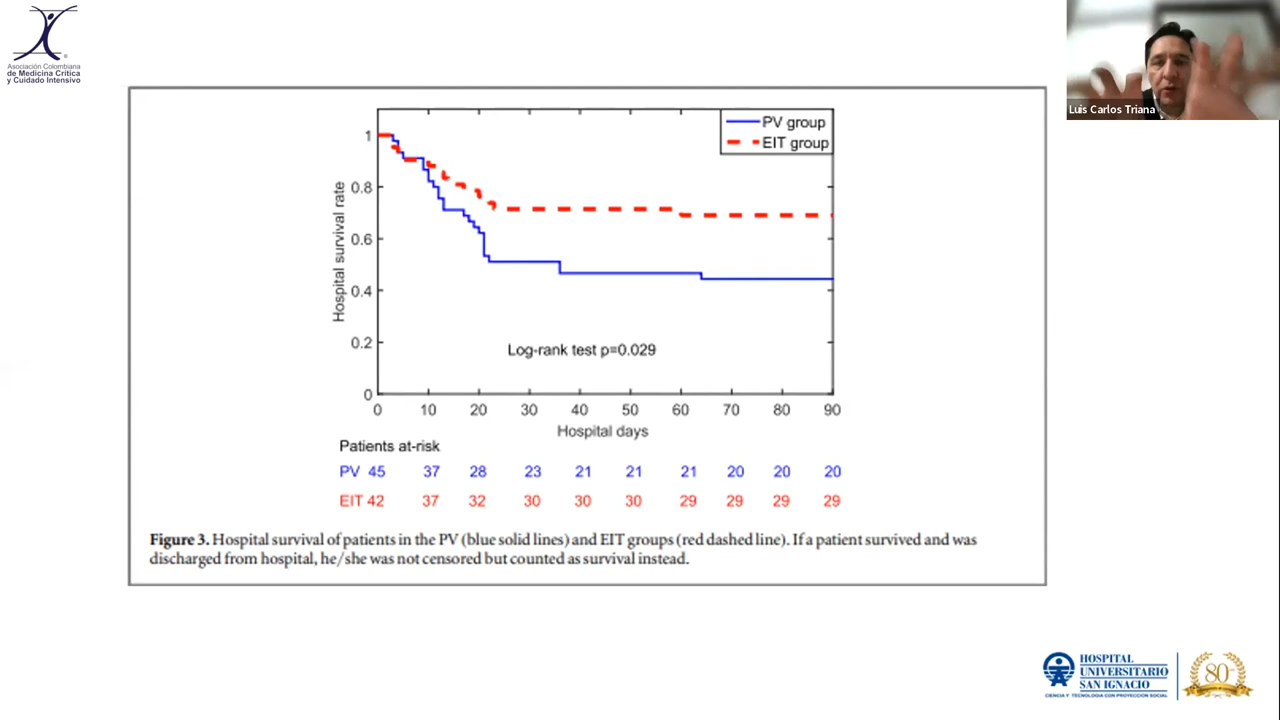 Asociación Colombiana
de Medicina Crítica
y Cuidado Intensivo
Luis Carlos Triana
PV group
EIT group
Hospital survival rate
1
0.8
0.6
0.4
0.2
0
Log-rank test p=0.029
0 10 20 30 40 50 60 70 80 90
Hospital days
Patients at-risk
PV 45 37 28 23 21 21 21 20 20 20
EIT 42 37 32 30 30 30 29 29 29 29
Figure 3. Hospital survival of patients in the PV (blue solid lines) and EIT groups (red dashed line). If a patient survived and was
discharged from hospital, he/she was not censored but counted as survival instead.
HOSPITAL
UNIVERSITARIO
SAN IGNACIO
CIENCIA Y TECNOLOGIA CON PROYECCION SOCIAL
80